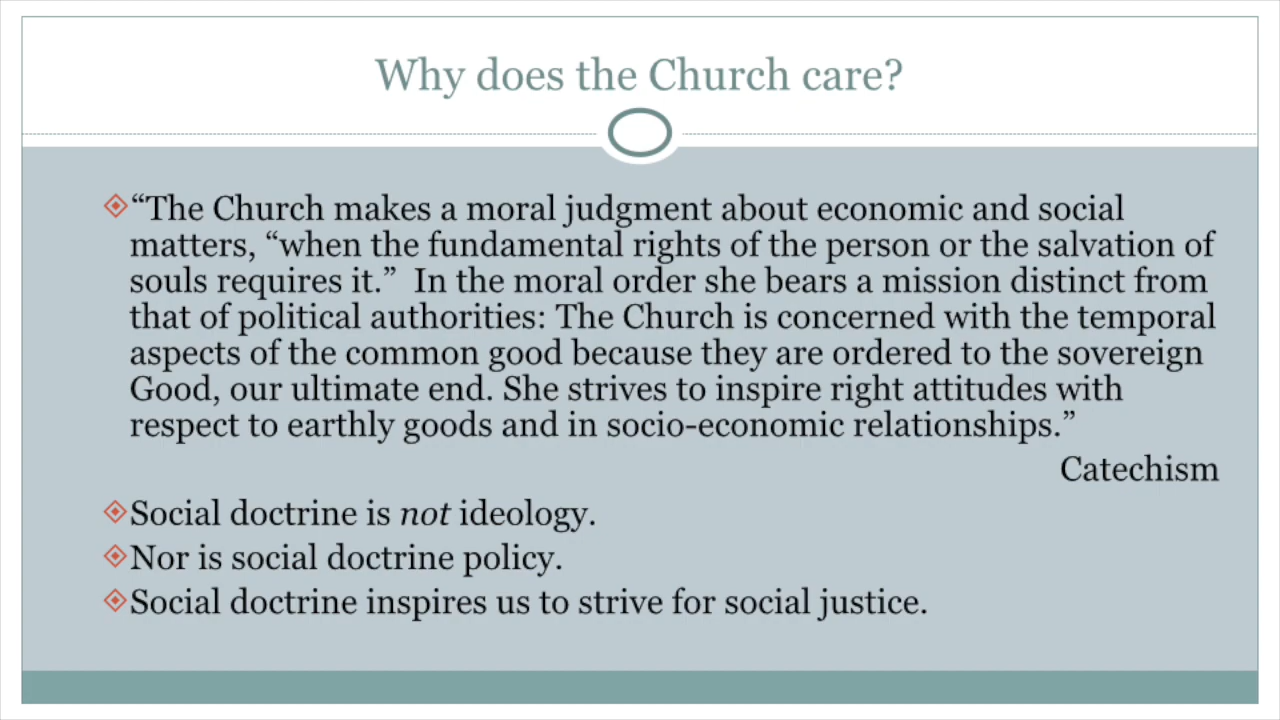 Why does the Church care?
“The Church makes a moral judgment about economic and social
matters, “when the fundamental rights of the person or the salvation of
souls requires it.”  In the moral order she bears a mission distinct from
that of political authorities: The Church is concerned with the temporal
aspects of the common good because they are ordered to the sovereign
Good, our ultimate end. She strives to inspire right attitudes with
respect to earthly goods and in socio-economic relationships.”
Catechism
Social doctrine is not ideology.
Nor is social doctrine policy.
Social doctrine inspires us to strive for social justice.